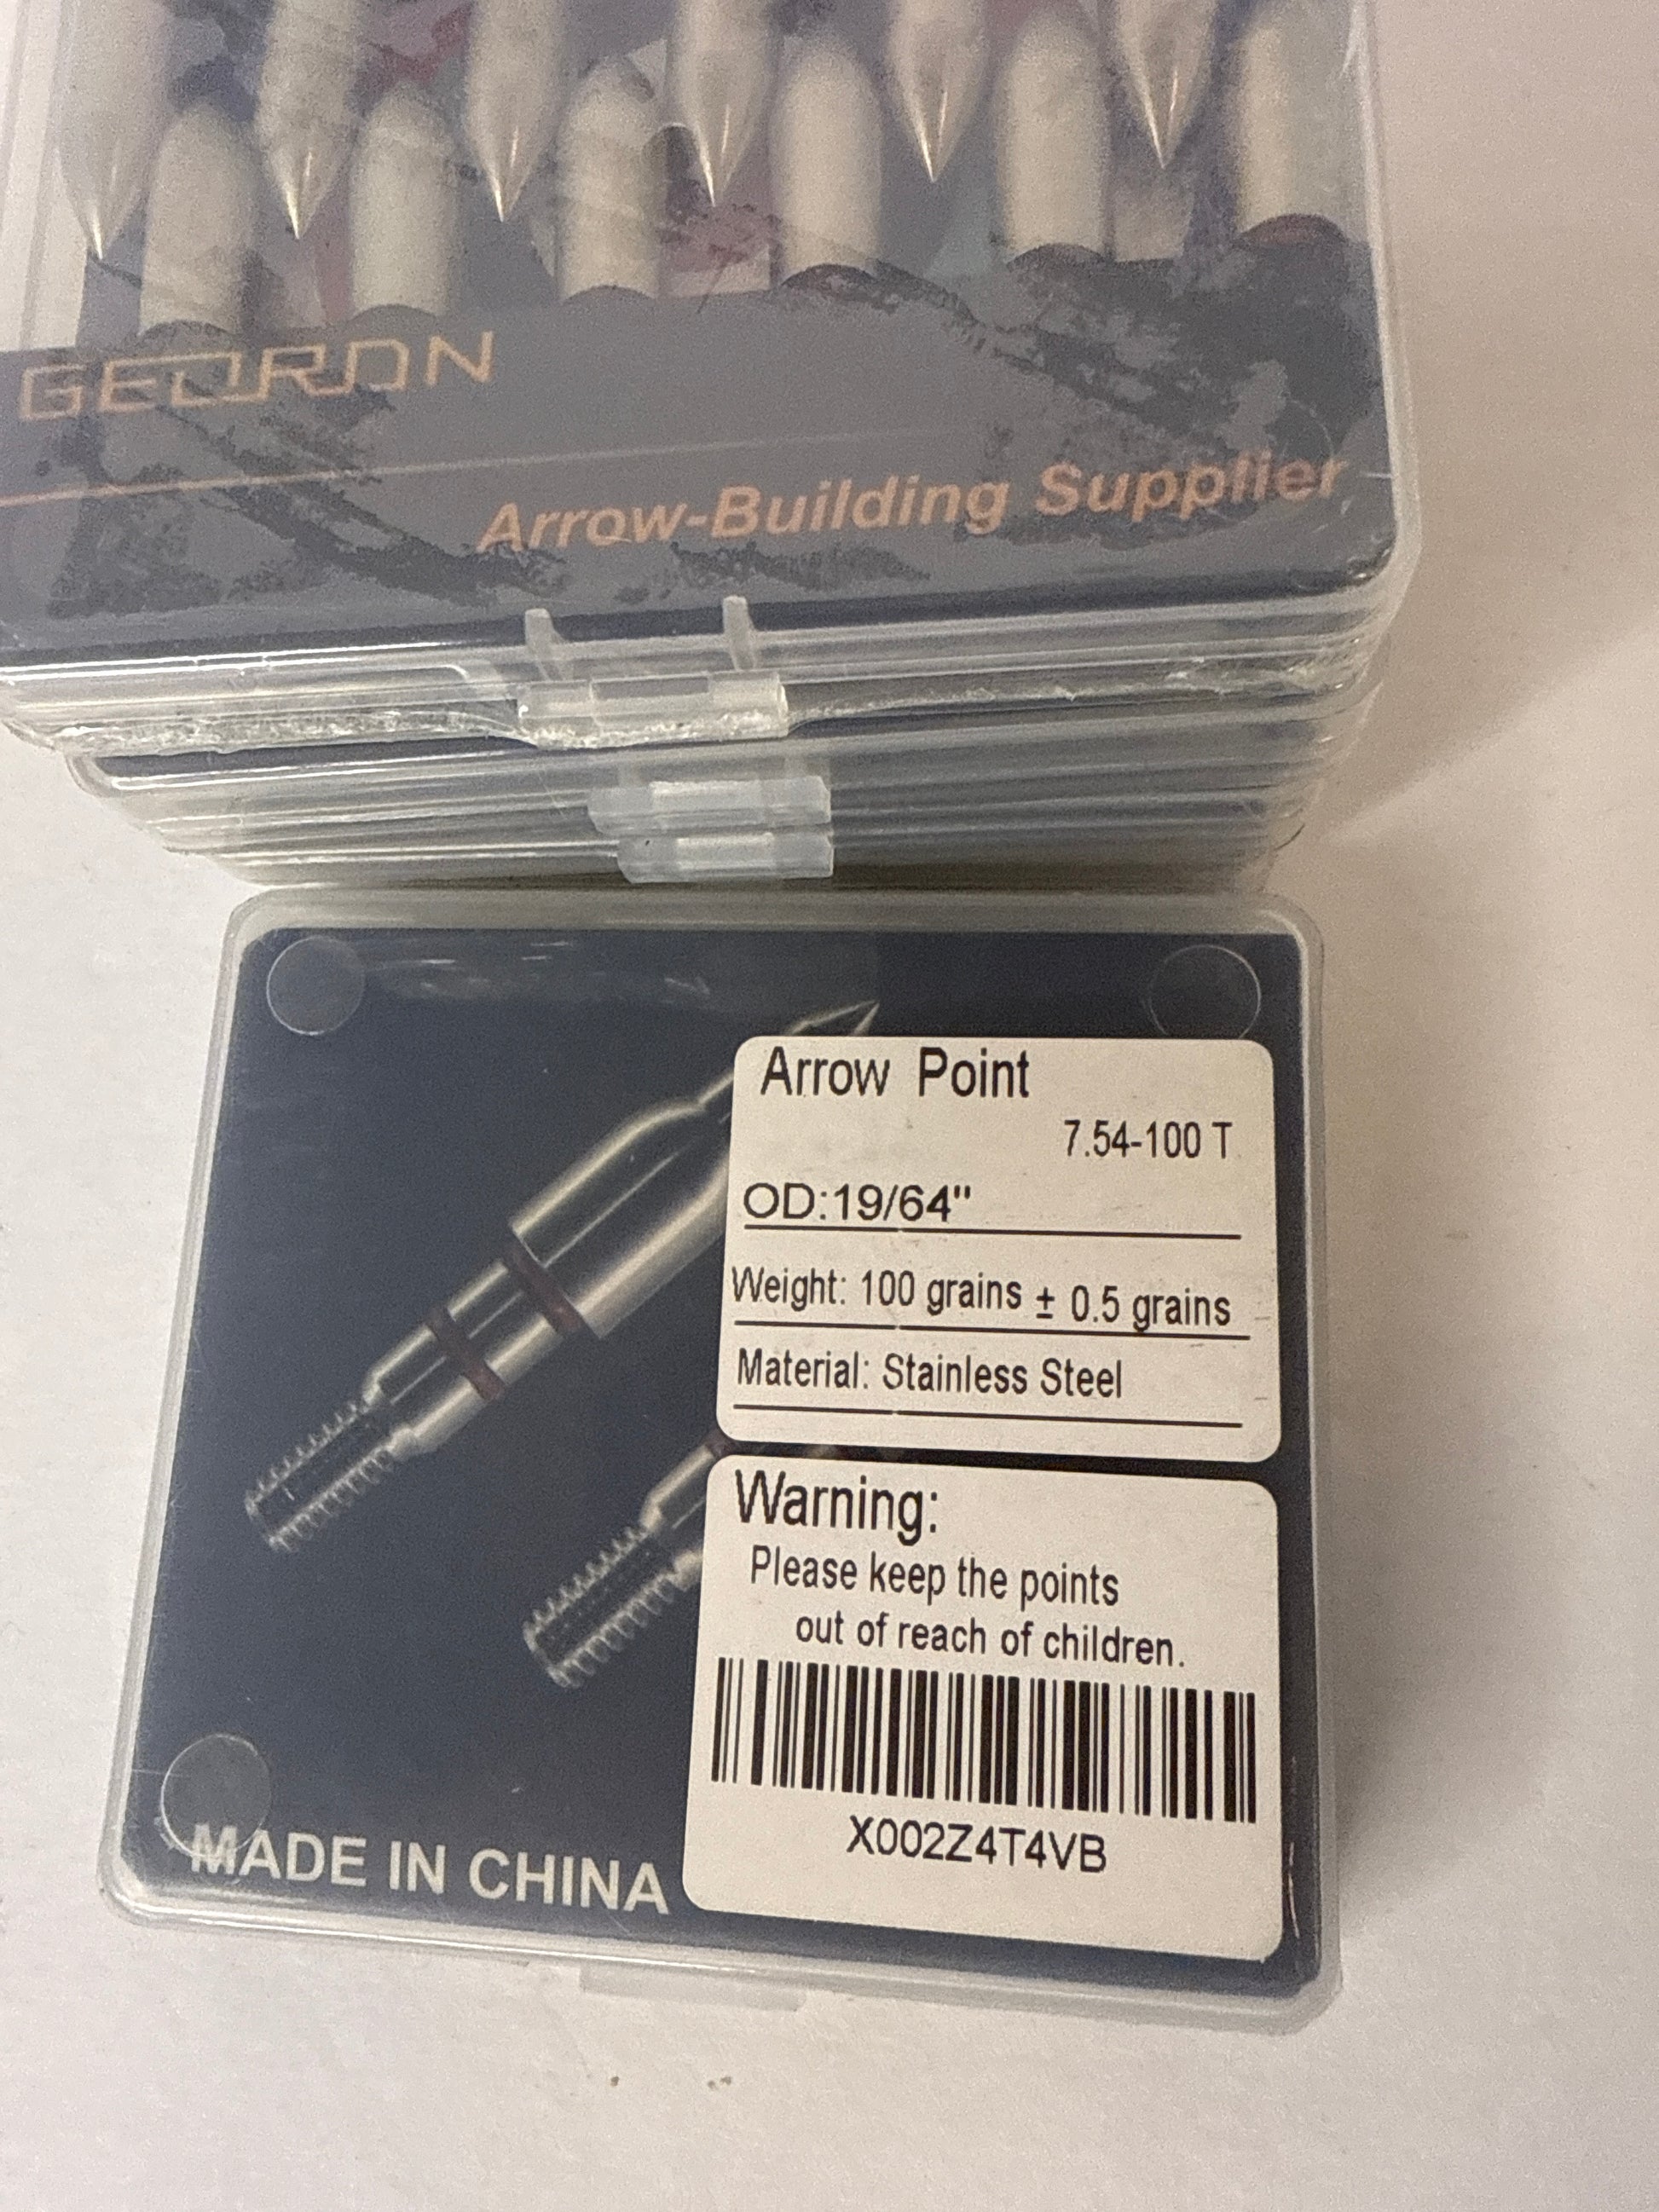 GEORDN
Arrow-Building Supplier
Arrow Point
7.54-100 T
OD:19/64"
Weight: 100 grains ± 0.5 grains
Material: Stainless Steel
Warning:
Please keep the points
out of reach of children.
X002Z4T4VB
MADE IN CHINA